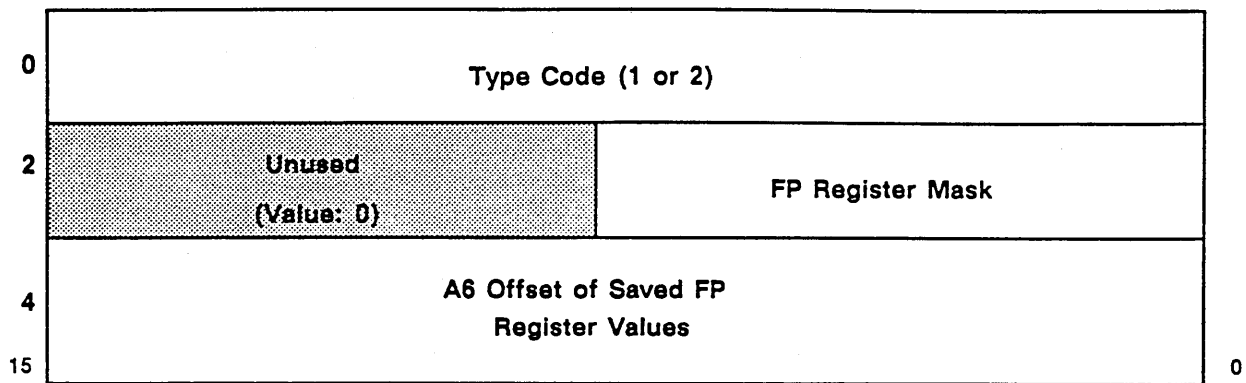 0
Type Code (1 or 2)
2
Unused
(Value: 0)
FP Register Mask
4
A6 Offset of Saved FP
Register Values
15
0